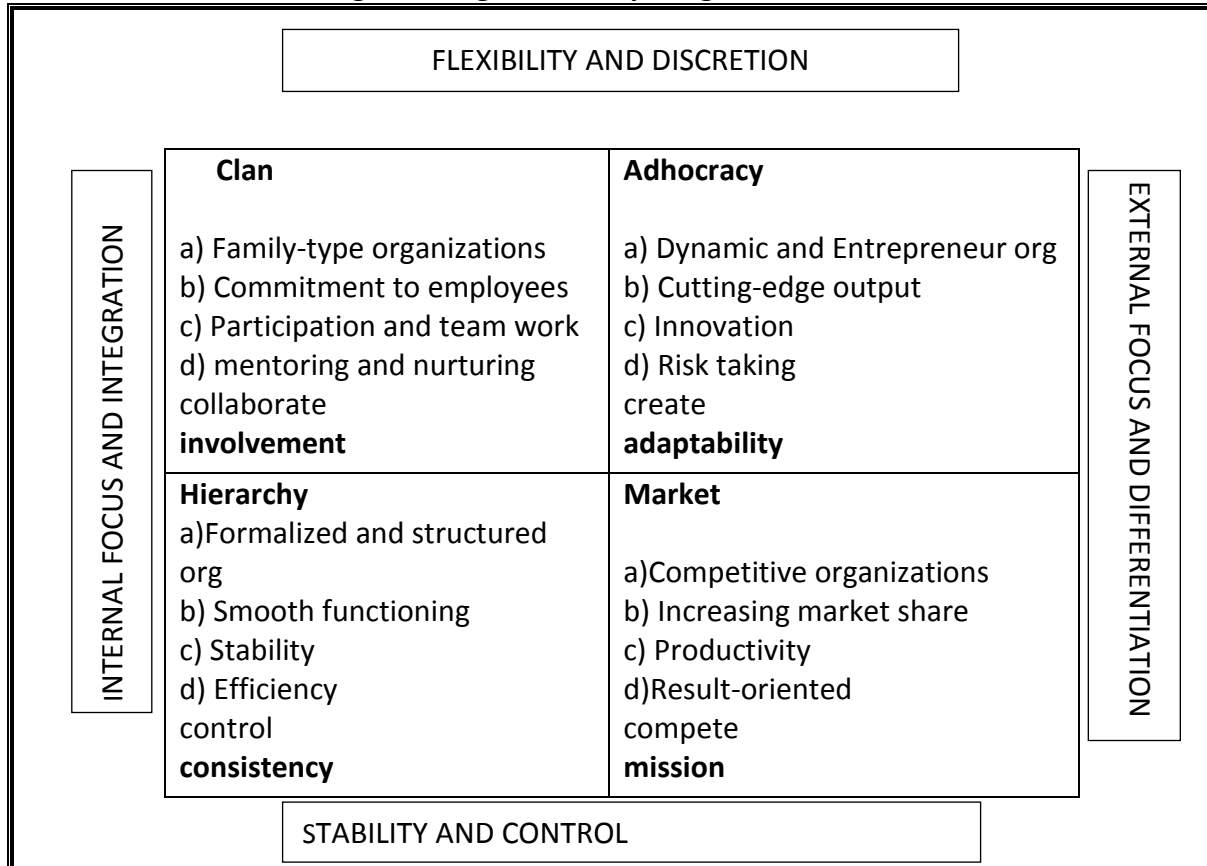 FLEXIBILITY AND DISCRETION
INTERNAL FOCUS AND INTEGRATION
Clan
a) Family-type organizations
b) Commitment to employees
c) Participation and team work
d) mentoring and nurturing
collaborate
involvement
Adhocracy
a) Dynamic and Entrepreneur org
b) Cutting-edge output
c) Innovation
d) Risk taking
create
adaptability
EXTERNAL FOCUS AND DIFFERENTIATION
Hierarchy
a)Formalized and structured
org
b) Smooth functioning
c) Stability
d) Efficiency
control
consistency
Market
a)Competitive organizations
b) Increasing market share
c) Productivity
d)Result-oriented
compete
mission
STABILITY AND CONTROL